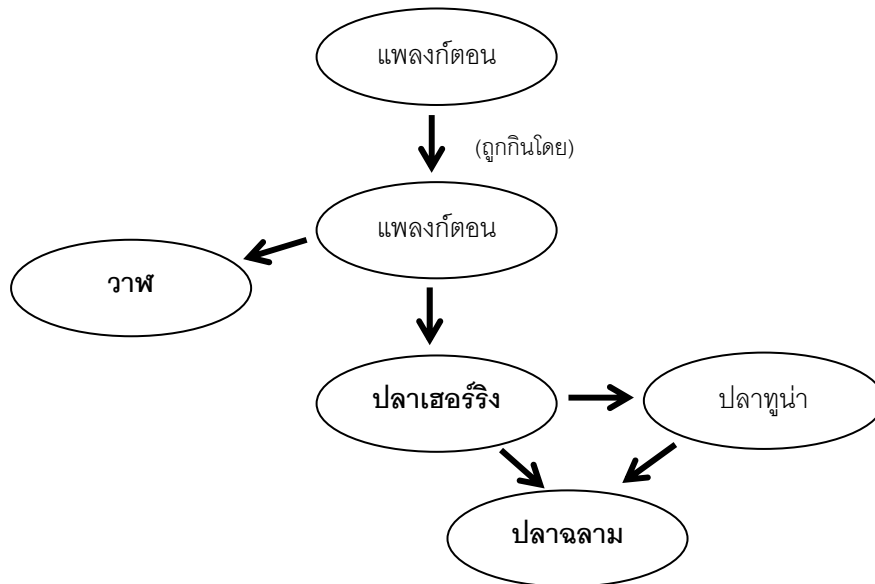 แพลงก์ตอน
(ถูกกินโดย)
แพลงก์ตอน
วาฬ
ปลาเฮอร์ริง
ปลาทูน่า
ปลาฉลาม